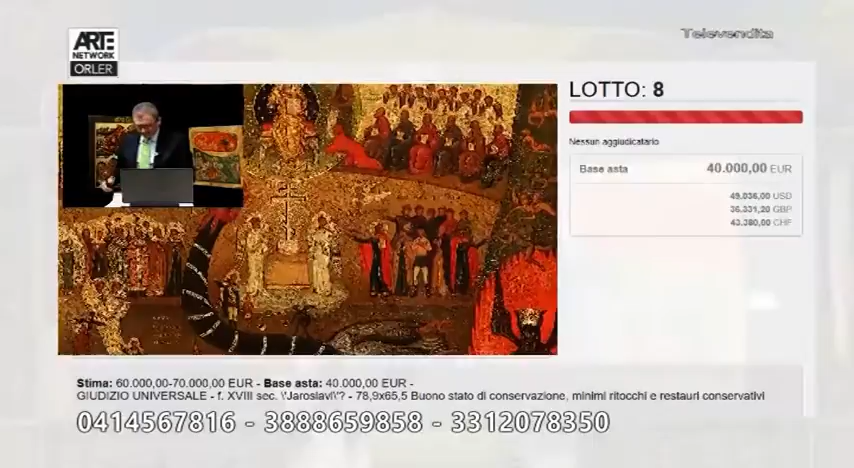 ARTE
NETWORK
ORLER
Televendita
LOTTO: 8
Nessun aggiudicatario
Base asta 40.000,00 EUR
49.036,00 USD
36.331,20 GBP
43.380,00 CHF
Stima: 60.000,00-70.000,00 EUR - Base asta: 40.000,00 EUR -
GIUDIZIO UNIVERSALE - f. XVIII sec. \'Jaroslavl\'? - 78,9x65,5 Buono stato di conservazione, minimi ritocchi e restauri conservativi
0414567816 - 3888659858 - 3312078350